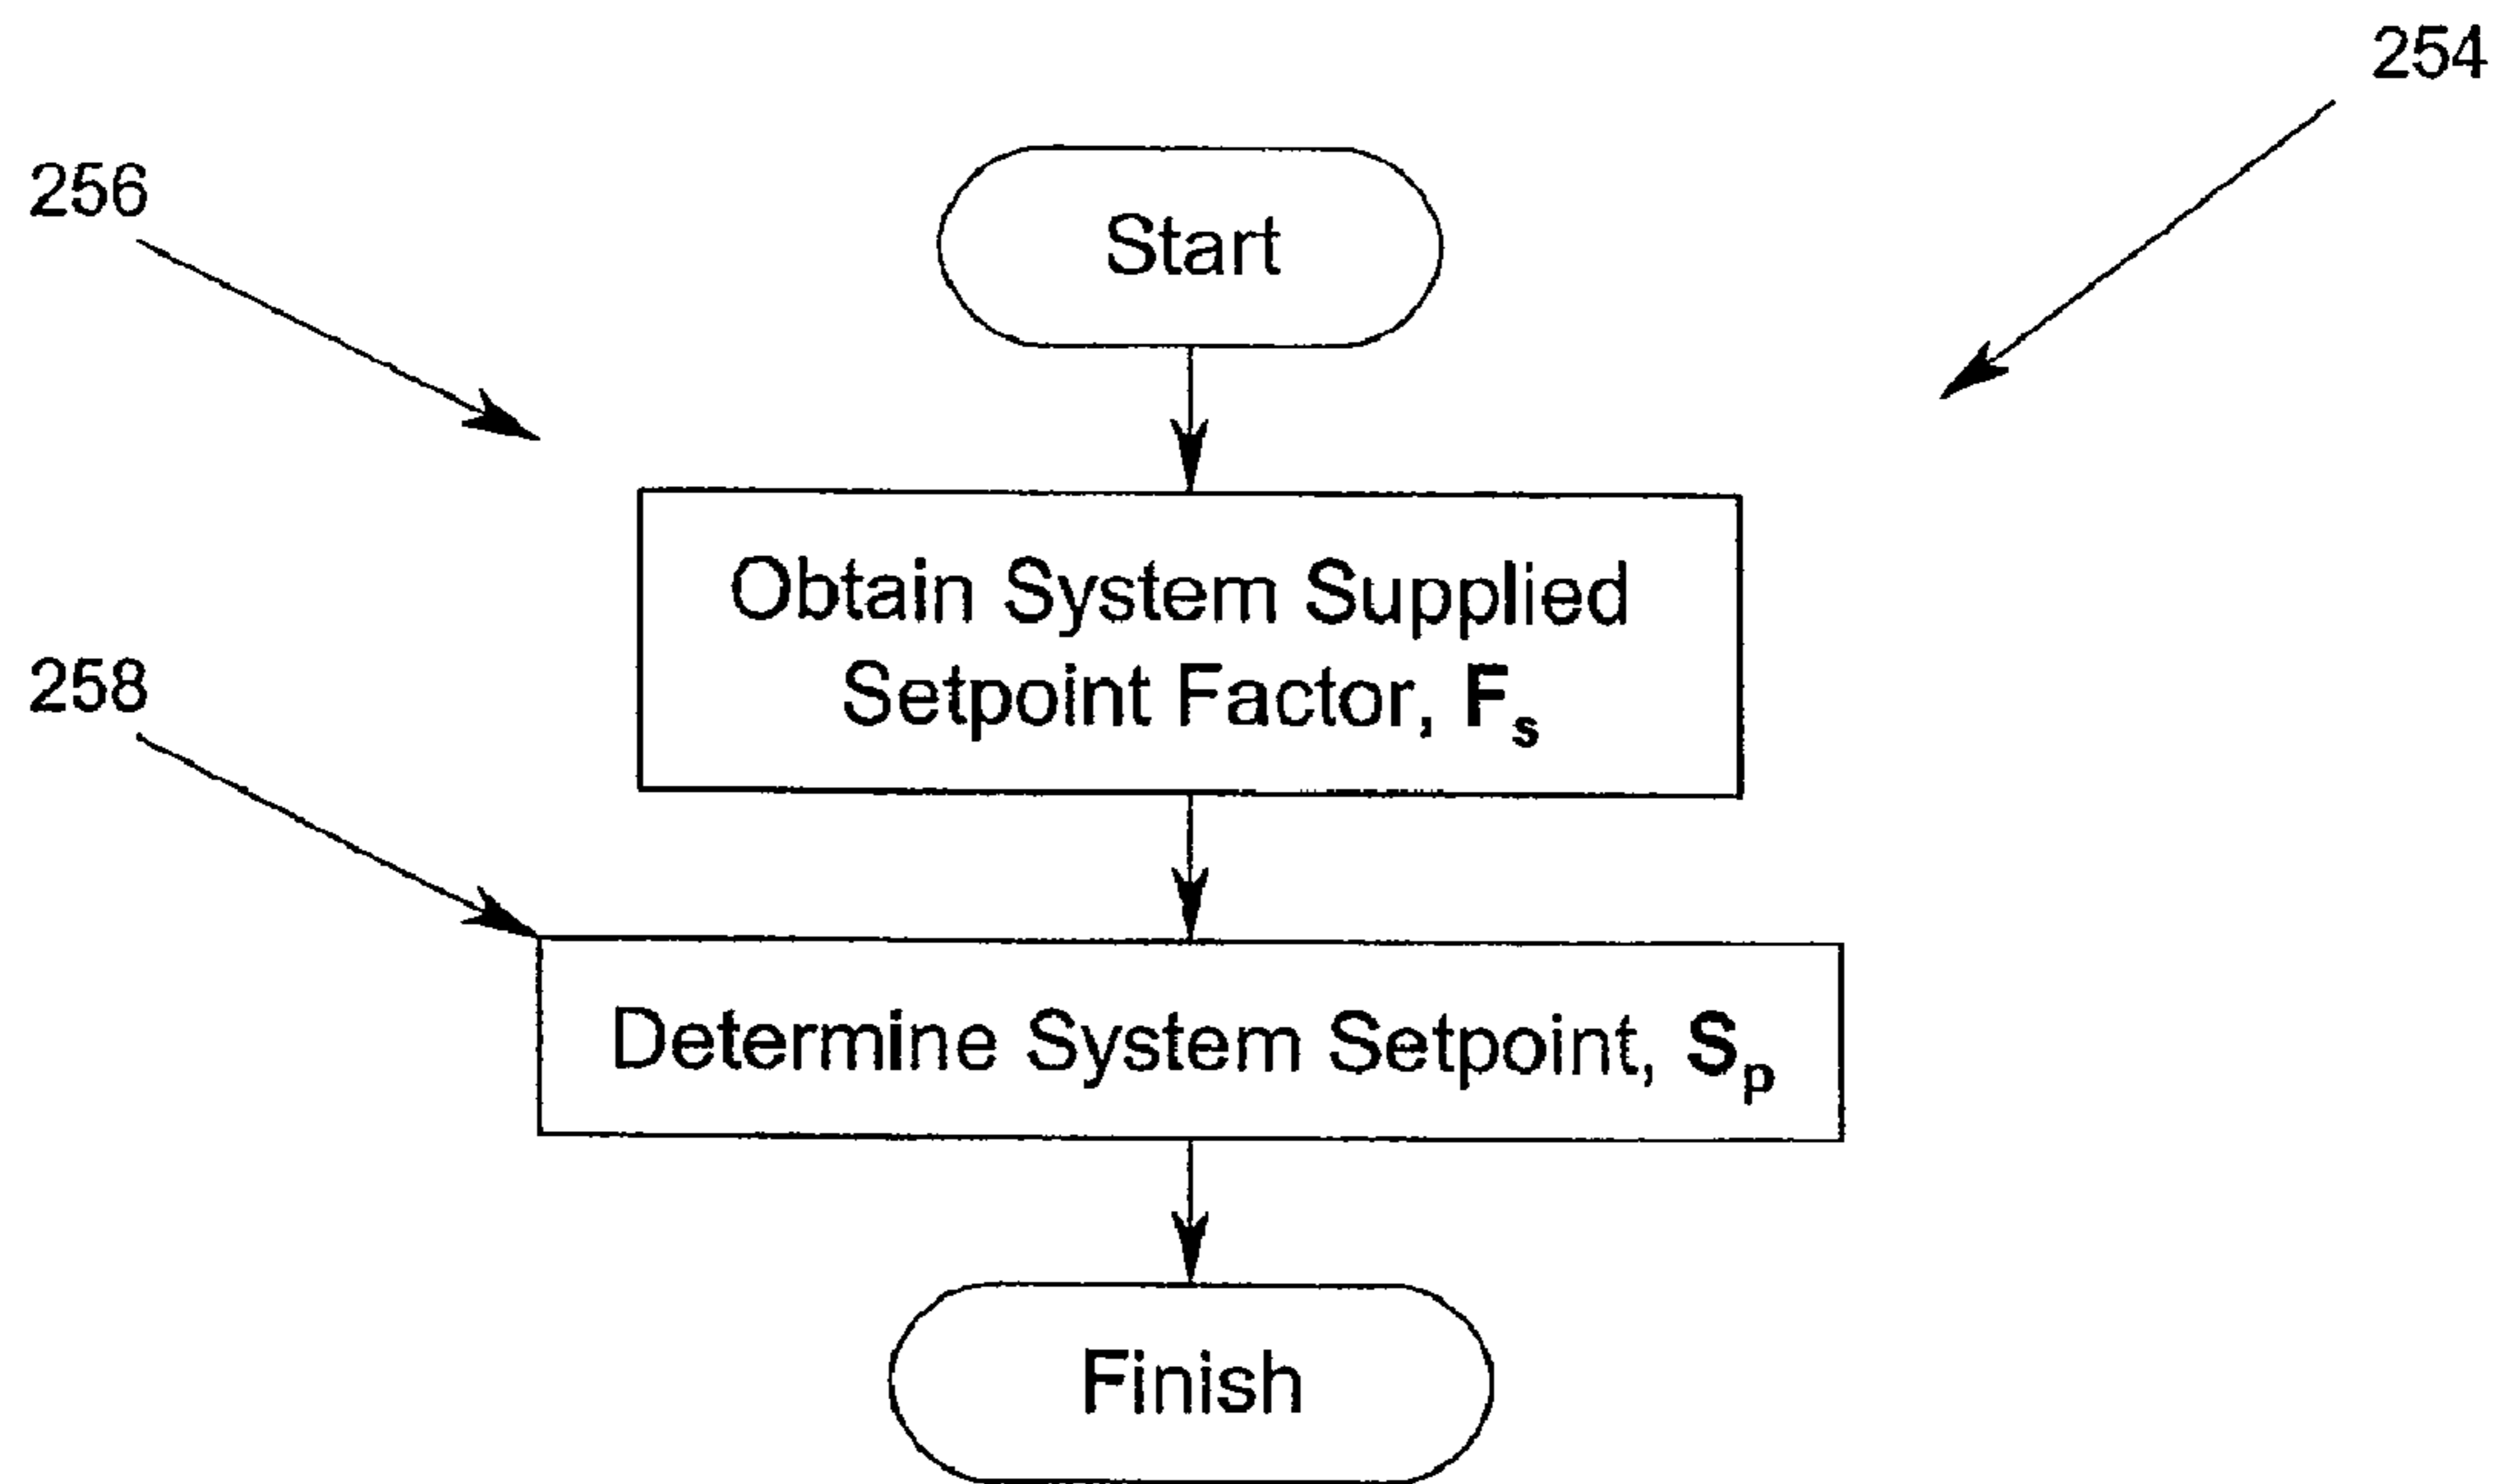 254
256
Start
Obtain System Supplied
Setpoint Factor, Fs
258
Determine System Setpoint, Sp
Finish